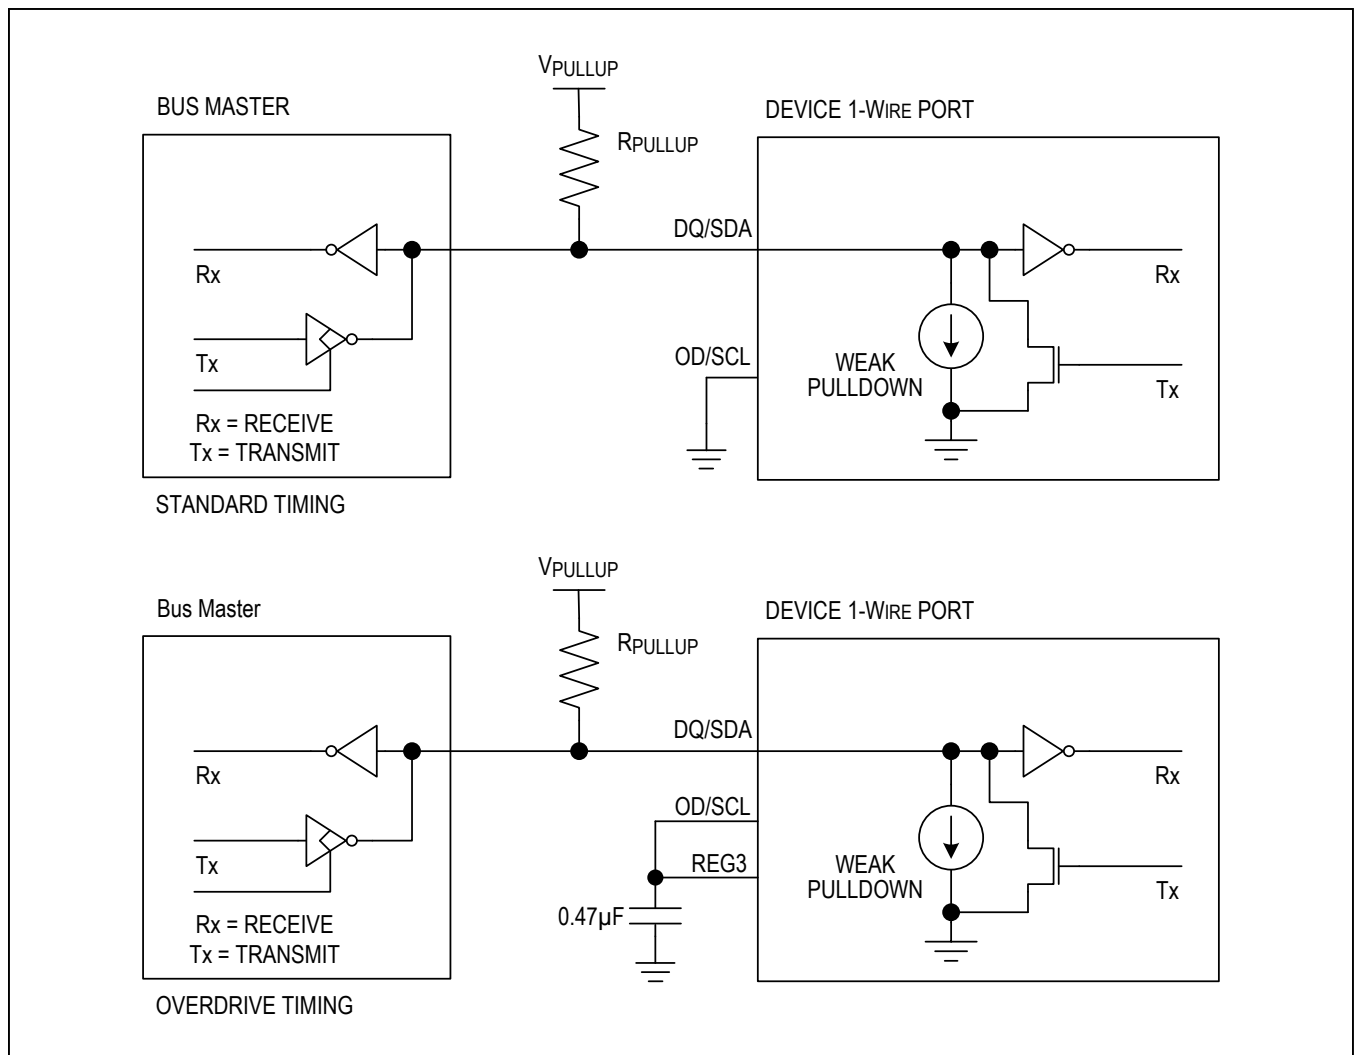 VPULLUP
BUS MASTER
DEVICE 1-WIRE PORT
RPULLUP
DQ/SDA
Rx
Rx
Tx
OD/SCL
WEAK
PULLDOWN
Tx
Rx = RECEIVE
Tx = TRANSMIT
STANDARD TIMING
VPULLUP
Bus Master
DEVICE 1-WIRE PORT
RPULLUP
DQ/SDA
Rx
Rx
OD/SCL
Tx
REG3
WEAK
PULLDOWN
Tx
0.47µF
Rx = RECEIVE
Tx = TRANSMIT
OVERDRIVE TIMING